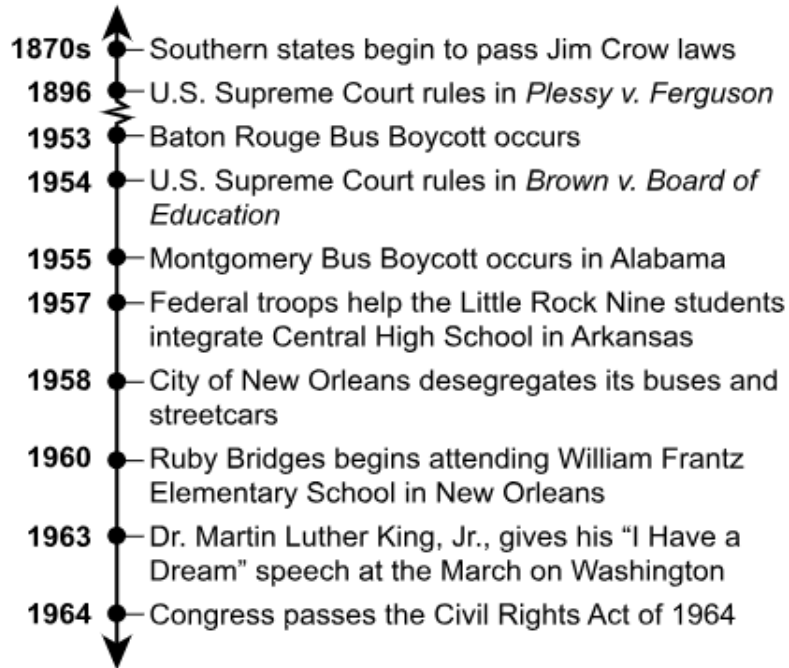 1870s Southern states begin to pass Jim Crow laws
1896 U.S. Supreme Court rules in Plessy v. Ferguson
1953 Baton Rouge Bus Boycott occurs
1954 U.S. Supreme Court rules in Brown v. Board of
Education
1955 Montgomery Bus Boycott occurs in Alabama
1957 Federal troops help the Little Rock Nine students
integrate Central High School in Arkansas
1958 City of New Orleans desegregates its buses and
streetcars
1960 Ruby Bridges begins attending William Frantz
Elementary School in New Orleans
1963 Dr. Martin Luther King, Jr., gives his “I Have a
Dream” speech at the March on Washington
1964 Congress passes the Civil Rights Act of 1964